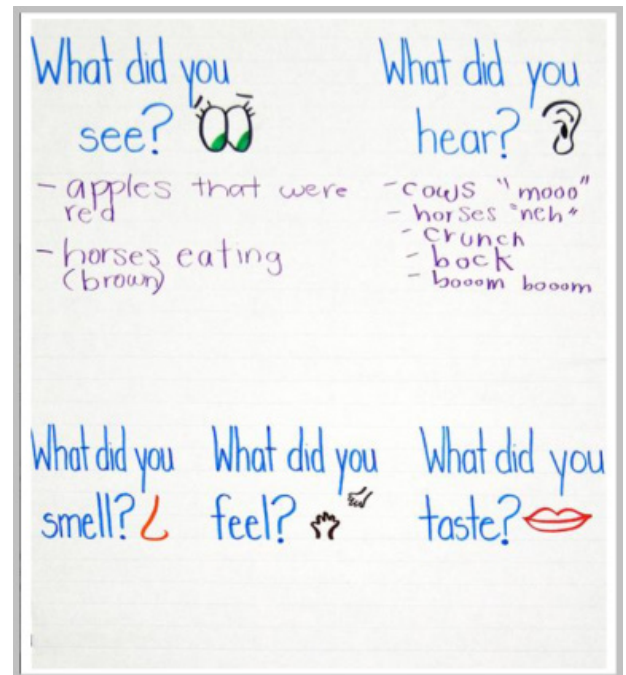 What did you
see?
- apples that were
red
- horses eating
(brown)
What did you
hear?
- cows "mooo"
- horses "neh"
- crunch
- bock
- booom booom
What did you
smell?
What did you
feel?
What did you
taste?